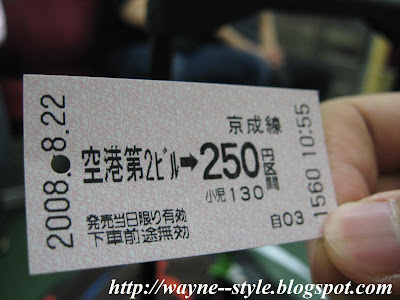 2008.-8.22
京成線
空港第2ビル→250円区間
小児130
発売当日限り有効
下車前途無効
自03
1560 10:55
http://wayne--style.blogspot.com